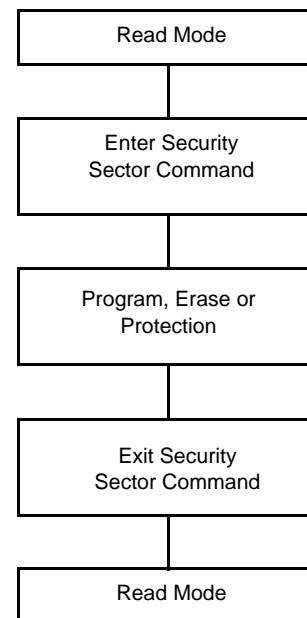 Read Mode
Enter Security
Sector Command
Program, Erase or
Protection
Exit Security
Sector Command
Read Mode